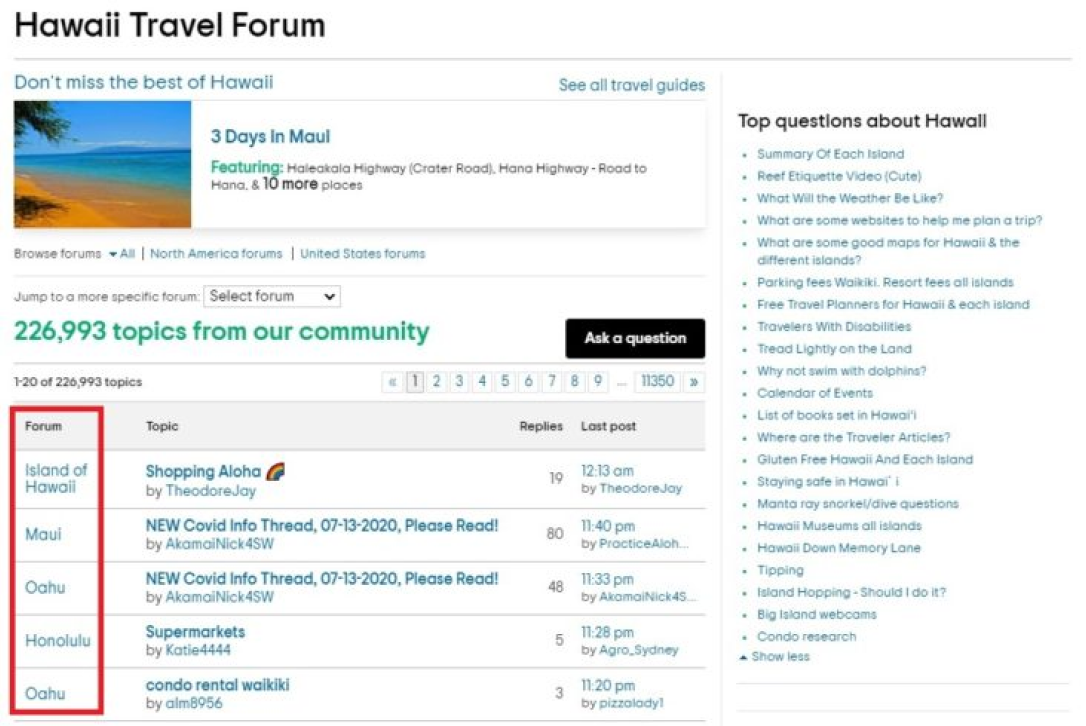 Hawaii Travel Forum
Don't miss the best of Hawaii
See all travel guides
3 Days In Maui
Featuring: Haleakala Highway (Crater Road), Hana Highway - Road to
Hana, & 10 more places
Browse forums All | North America forums | United States forums
Jump to a more specific forum: Select forum
226,993 topics from our community
Ask a question
1-20 of 226,993 topics
« 1 2 3 4 5 6 7 8 9 ... 11350 »
Forum Topic Replies Last post
Island of
Hawaii
Shopping Aloha 🌈
by TheodoreJay
19
12:13 am
by TheodoreJay
Maui
NEW Covid Info Thread, 07-13-2020, Please Read!
by AkamaiNick4SW
80
11:40 pm
by PracticeAloh...
Oahu
NEW Covid Info Thread, 07-13-2020, Please Read!
by AkamaiNick4SW
48
11:33 pm
by AkamaiNick4S...
Honolulu
Supermarkets
by Katie4444
5
11:28 pm
by Agro_Sydney
Oahu
condo rental waikiki
by alm8956
3
11:20 pm
by pizzalady1
Top questions about Hawaii
• Summary Of Each Island
• Reef Etiquette Video (Cute)
• What Will the Weather Be Like?
• What are some websites to help me plan a trip?
• What are some good maps for Hawaii & the
different islands?
• Parking fees Waikiki. Resort fees all islands
• Free Travel Planners for Hawaii & each island
• Travelers With Disabilities
• Tread Lightly on the Land
• Why not swim with dolphins?
• Calendar of Events
• List of books set in Hawai'i
• Where are the Traveler Articles?
• Gluten Free Hawaii And Each Island
• Staying safe in Hawai` i
• Manta ray snorkel/dive questions
• Hawaii Museums all islands
• Hawaii Down Memory Lane
• Tipping
• Island Hopping - Should I do it?
• Big Island webcams
• Condo research
Show less